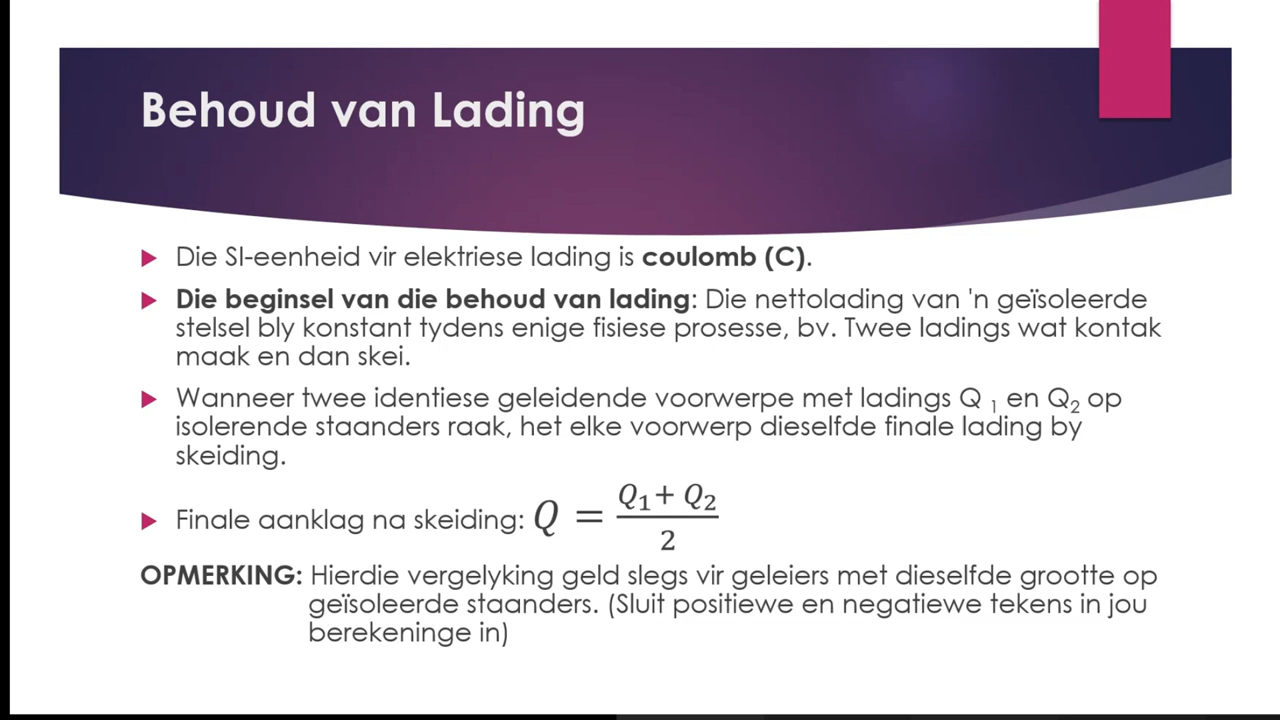 Behoud van Lading
Die SI-eenheid vir elektriese lading is coulomb (C).
Die beginsel van die behoud van lading: Die nettolading van 'n geïsoleerde
stelsel bly konstant tydens enige fisiese prosesse, bv. Twee ladings wat kontak
maak en dan skei.
Wanneer twee identiese geleidende voorwerpe met ladings Q ₁ en Q₂ op
isolerende staanders raak, het elke voorwerp dieselfde finale lading by
skeiding.
Finale aanklag na skeiding: Q = (Q₁ + Q₂)/2
OPMERKING: Hierdie vergelyking geld slegs vir geleiers met dieselfde grootte op
geïsoleerde staanders. (Sluit positiewe en negatiewe tekens in jou
berekeninge in)